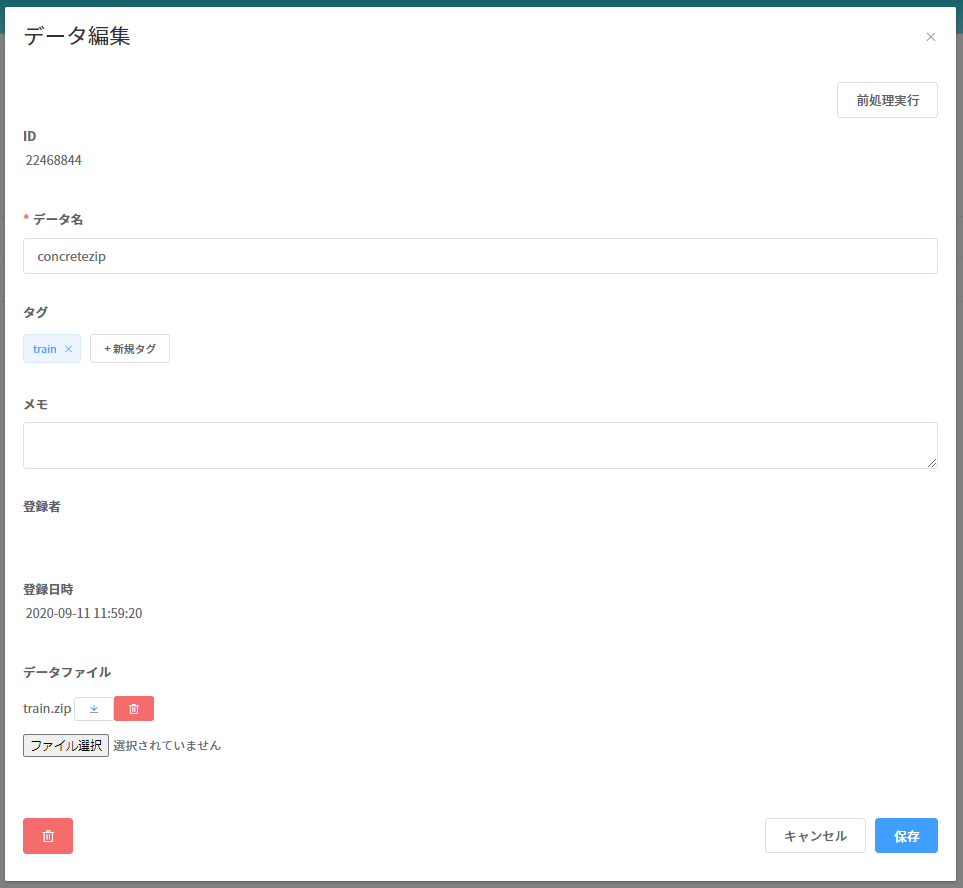 データ編集
前処理実行
ID
22468844
* データ名
concretezip
タグ
train × + 新規タグ
メモ
登録者
登録日時
2020-09-11 11:59:20
データファイル
train.zip
ファイル選択 選択されていません
キャンセル 保存